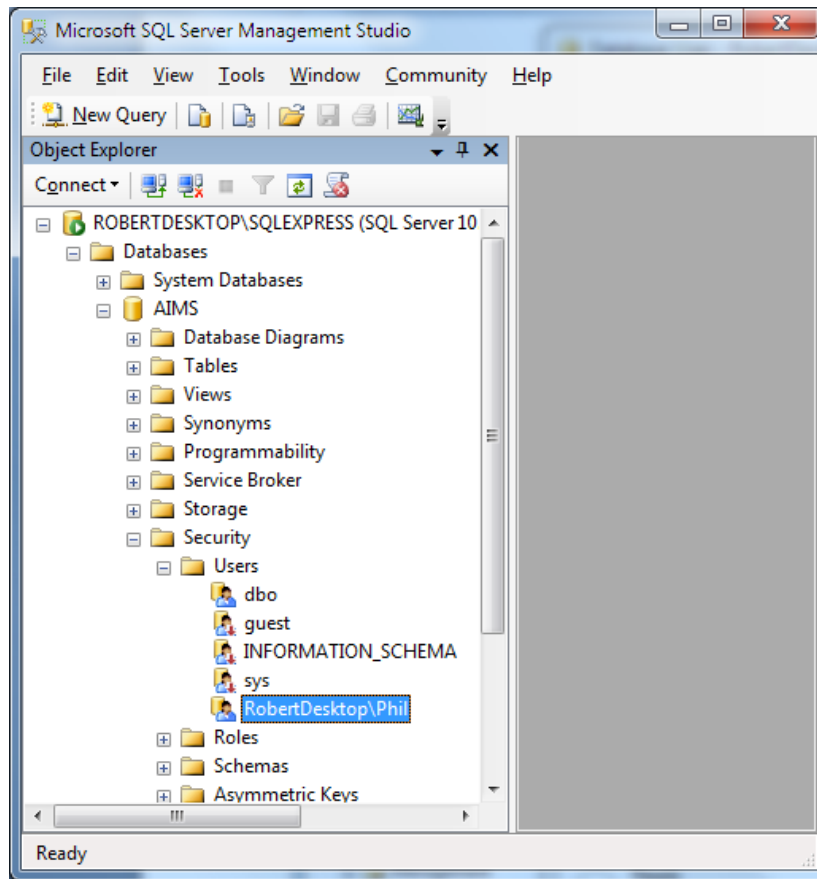 Microsoft SQL Server Management Studio
File Edit View Tools Window Community Help
New Query
Object Explorer
Connect
ROBERTDESKTOP\SQLEXPRESS (SQL Server 10
Databases
System Databases
AIMS
Database Diagrams
Tables
Views
Synonyms
Programmability
Service Broker
Storage
Security
Users
dbo
guest
INFORMATION_SCHEMA
sys
RobertDesktop\Phil
Roles
Schemas
Asymmetric Keys
Ready